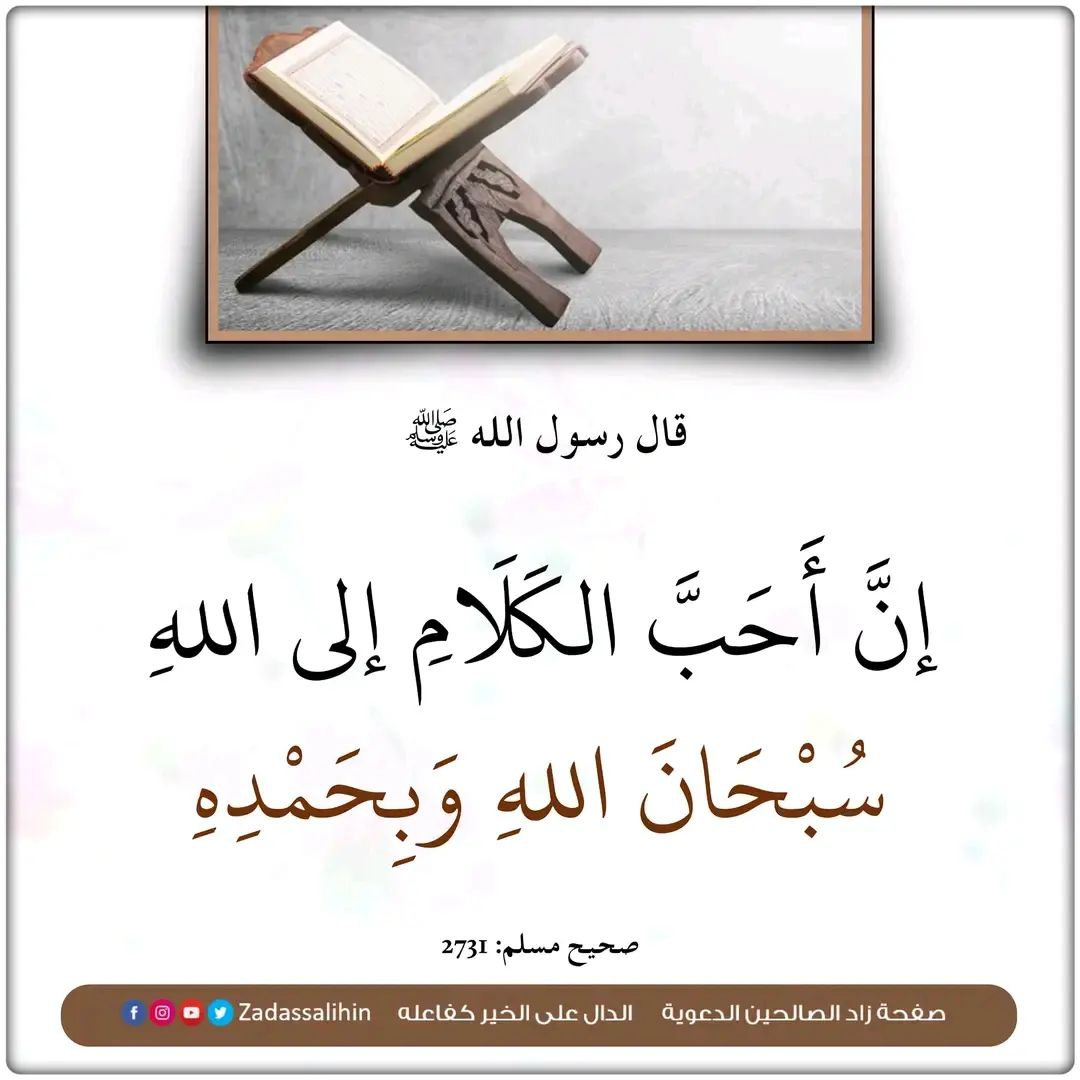 قال رسول الله ﷺ
إنَّ أَحَبَّ الكَلَامِ إلى اللهِ
سُبْحَانَ اللهِ وَبِحَمْدِهِ
صحيح مسلم: 2731
صفحة زاد الصالحين الدعوية الدال على الخير كفاعله Zadassalihin